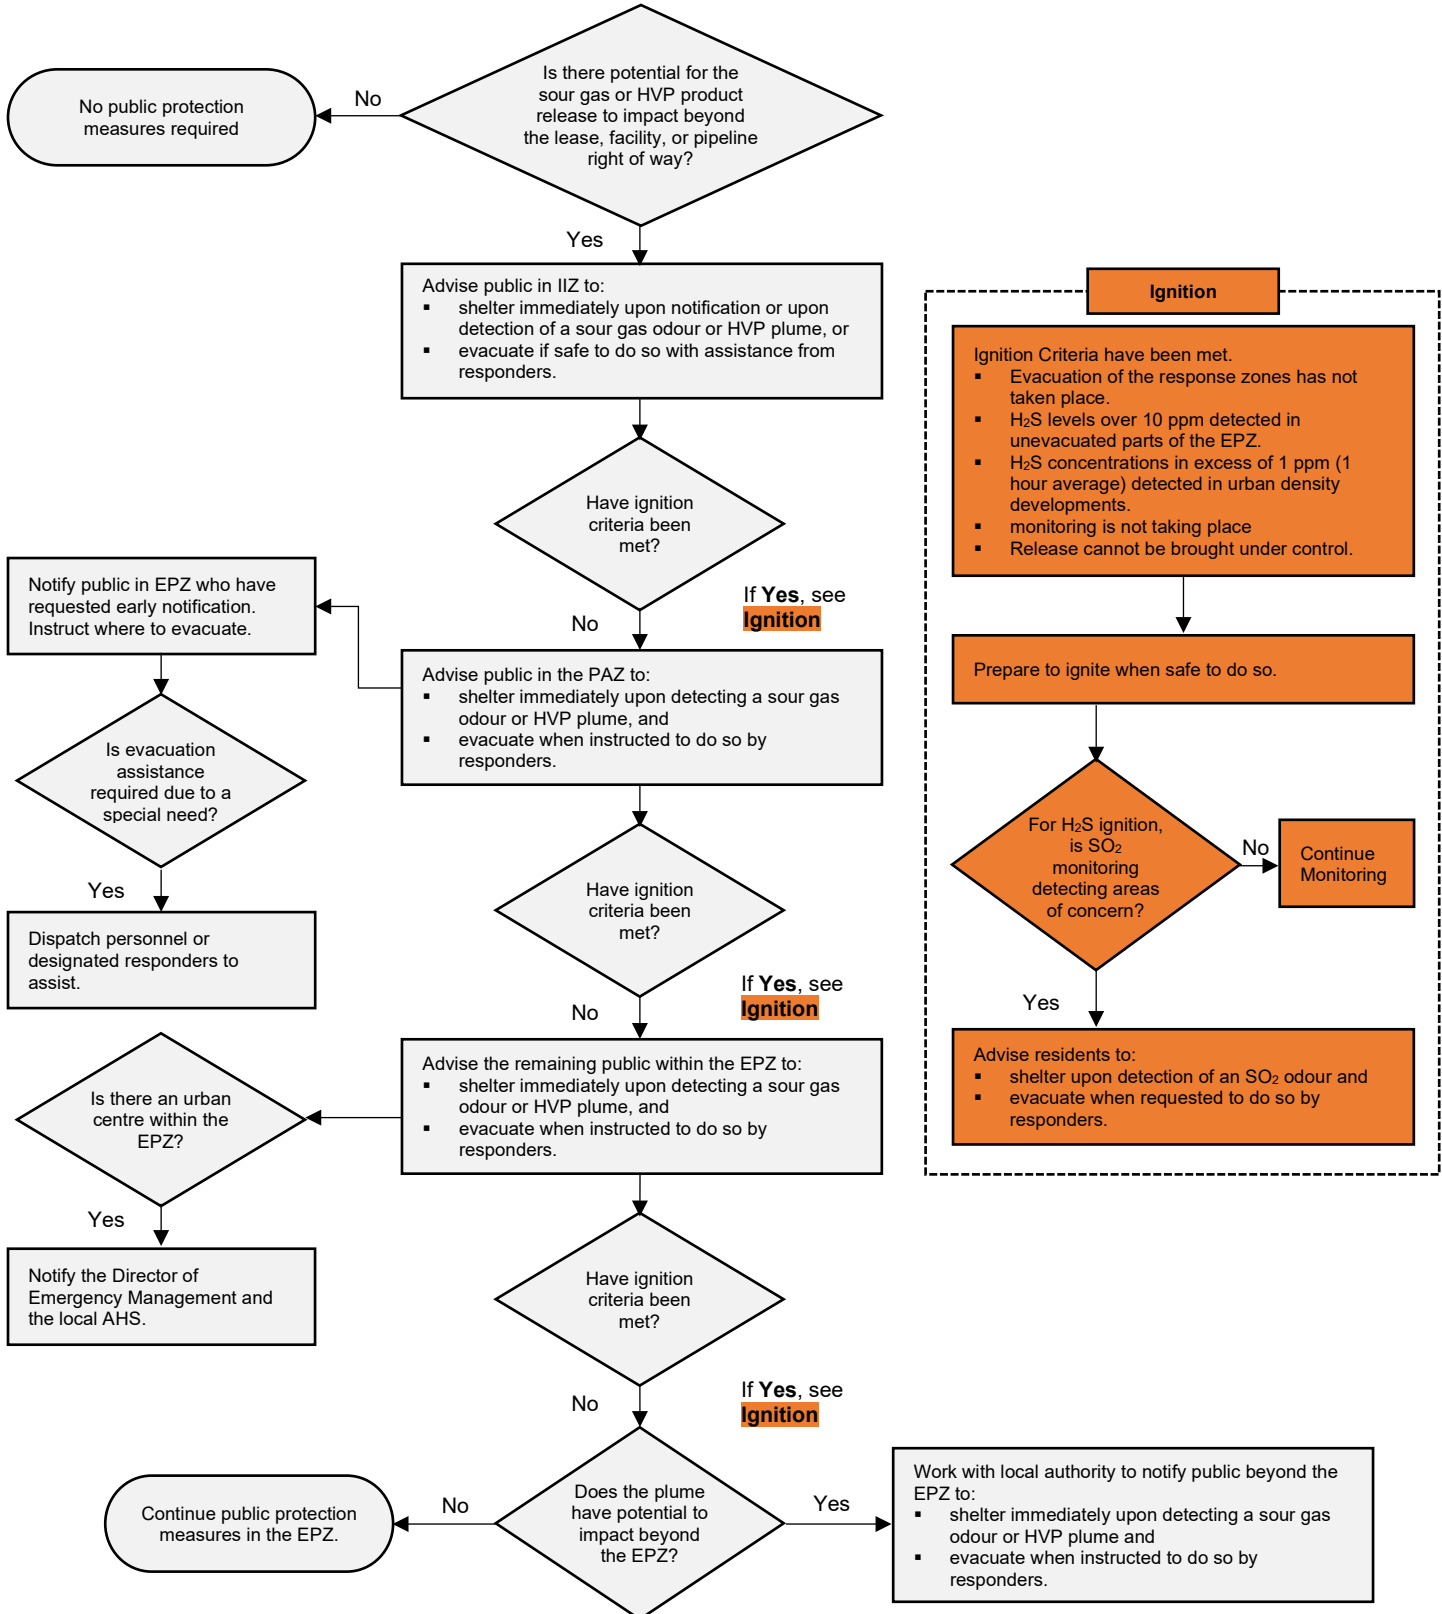 Is there potential for the
sour gas or HVP product
release to impact beyond
the lease, facility, or pipeline
right of way?
No
No public protection
measures required
Yes
Advise public in IIZ to:
▪ shelter immediately upon notification or upon
detection of a sour gas odour or HVP plume, or
▪ evacuate if safe to do so with assistance from
responders.
Have ignition
criteria been
met?
If Yes, see
Ignition
No
Advise public in the PAZ to:
▪ shelter immediately upon detecting a sour gas
odour or HVP plume, and
▪ evacuate when instructed to do so by
responders.
Notify public in EPZ who have
requested early notification.
Instruct where to evacuate.
Is evacuation
assistance
required due to a
special need?
Yes
Dispatch personnel or
designated responders to
assist.
Have ignition
criteria been
met?
If Yes, see
Ignition
No
Advise the remaining public within the EPZ to:
▪ shelter immediately upon detecting a sour gas
odour or HVP plume, and
▪ evacuate when instructed to do so by
responders.
Is there an urban
centre within the
EPZ?
Yes
Notify the Director of
Emergency Management and
the local AHS.
Have ignition
criteria been
met?
If Yes, see
Ignition
No
Does the plume
have potential to
impact beyond
the EPZ?
No
Continue public protection
measures in the EPZ.
Yes
Work with local authority to notify public beyond the
EPZ to:
▪ shelter immediately upon detecting a sour gas
odour or HVP plume and
▪ evacuate when instructed to do so by
responders.
Ignition
Ignition Criteria have been met.
▪ Evacuation of the response zones has not
taken place.
▪ H₂S levels over 10 ppm detected in
unevacuated parts of the EPZ.
▪ H₂S concentrations in excess of 1 ppm (1
hour average) detected in urban density
developments.
▪ monitoring is not taking place
▪ Release cannot be brought under control.
Prepare to ignite when safe to do so.
For H₂S ignition,
is SO₂
monitoring
detecting areas
of concern?
No
Continue
Monitoring
Yes
Advise residents to:
▪ shelter upon detection of an SO₂ odour and
▪ evacuate when requested to do so by
responders.